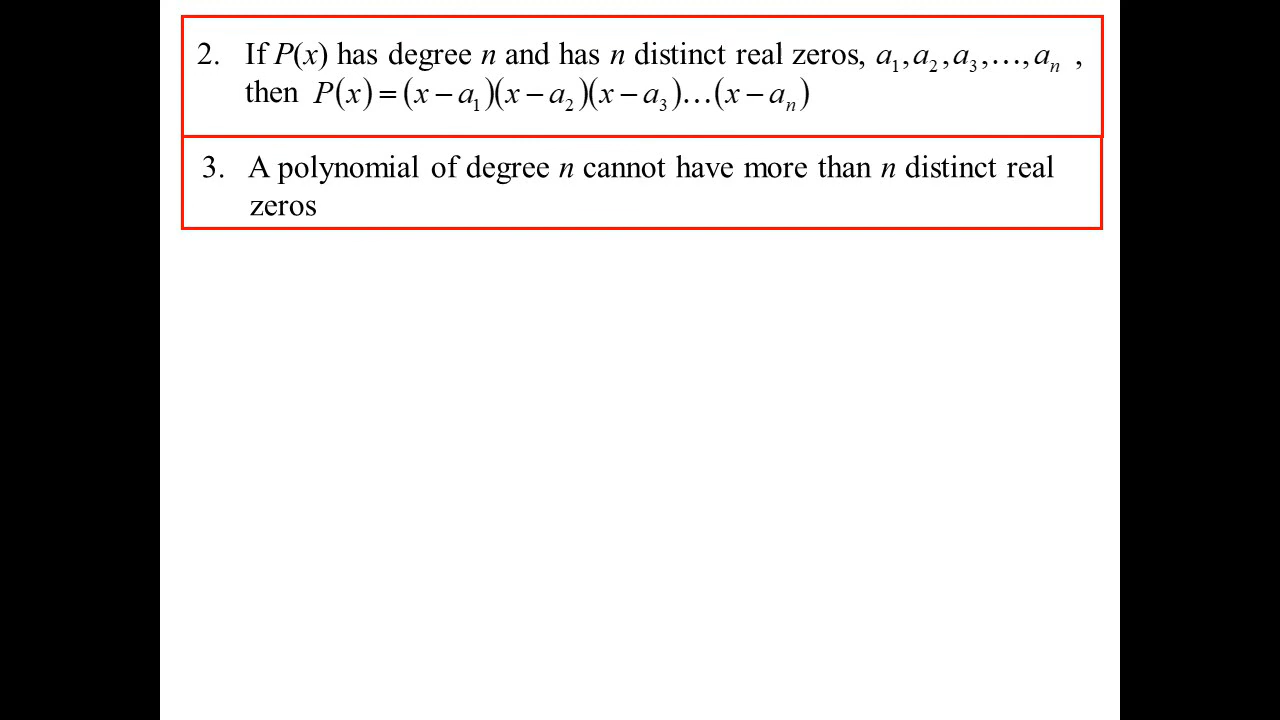 2. If P(x) has degree n and has n distinct real zeros, a₁,a₂,a₃,…,aₙ ,
then P(x)=(x−a₁)(x−a₂)(x−a₃)…(x−aₙ)
3. A polynomial of degree n cannot have more than n distinct real
zeros